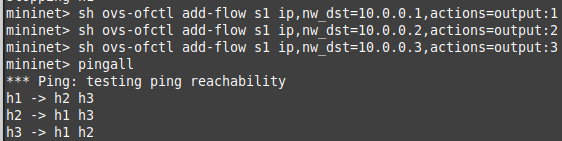 mininet> sh ovs-ofctl add-flow s1 ip,nw_dst=10.0.0.1,actions=output:1
mininet> sh ovs-ofctl add-flow s1 ip,nw_dst=10.0.0.2,actions=output:2
mininet> sh ovs-ofctl add-flow s1 ip,nw_dst=10.0.0.3,actions=output:3
mininet> pingall
*** Ping: testing ping reachability
h1 -> h2 h3
h2 -> h1 h3
h3 -> h1 h2